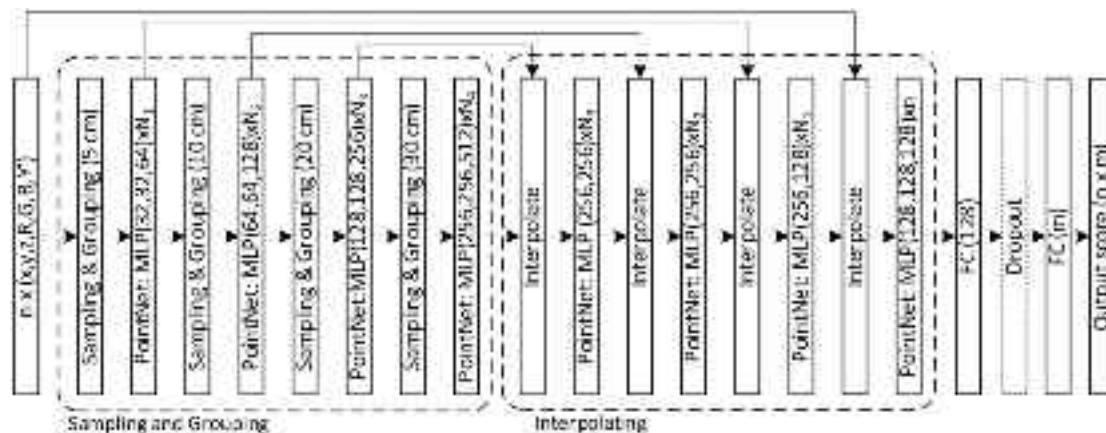 n x (x,y,z,R,G,B,Y')
Sampling & Grouping (5 cm)
PointNet: MLP(32,32,64)xN₁
Sampling & Grouping (10 cm)
PointNet: MLP(64,64,128)xN₂
Sampling & Grouping (20 cm)
PointNet: MLP(128,128,256)xN₃
Sampling & Grouping (30 cm)
PointNet: MLP(256,256,512)xN₄
Interpolate
PointNet: MLP(256,256)xN₃
Interpolate
PointNet: MLP(256,256)xN₂
Interpolate
PointNet: MLP(256,128)xN₁
Interpolate
PointNet: MLP(128,128,128)xn
FC (128)
Dropout
FC (m)
Output score (n x m)
Sampling and Grouping
Interpolating